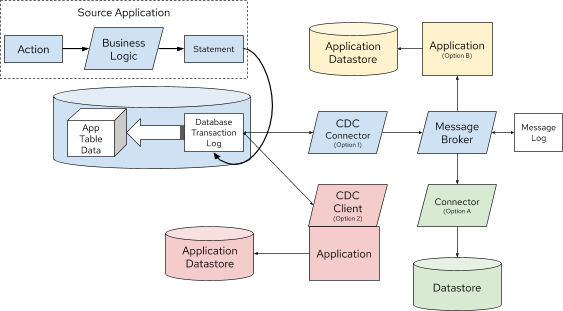 Source Application
Action
Business
Logic
Statement
Application
Datastore
Application
(Option B)
App
Table
Data
Database
Transaction
Log
CDC
Connector
(Option 1)
Message
Broker
Message
Log
CDC
Client
(Option 2)
Connector
(Option A
Application
Datastore
Application
Datastore